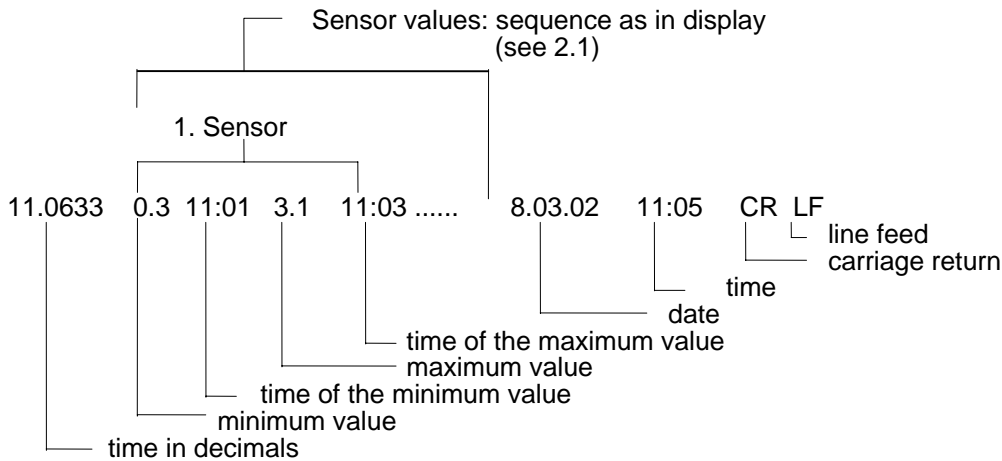 Sensor values: sequence as in display
(see 2.1)
1. Sensor
11.0633 0.3 11:01 3.1 11:03 ...... 8.03.02 11:05 CR LF
line feed
carriage return
time
date
time of the maximum value
maximum value
time of the minimum value
minimum value
time in decimals